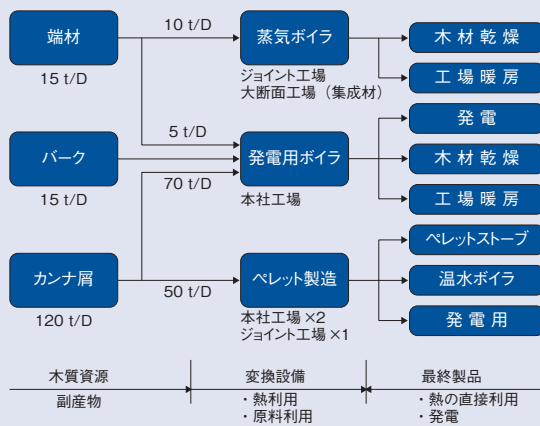 端材
15 t/D
10 t/D
蒸気ボイラ
ジョイント工場
大断面工場（集成材）
木材乾燥
工場暖房
バーク
15 t/D
5 t/D
発電用ボイラ
70 t/D
本社工場
発電
木材乾燥
工場暖房
カンナ屑
120 t/D
50 t/D
ペレット製造
本社工場×2
ジョイント工場×1
ペレットストーブ
温水ボイラ
発電用
木質資源
副産物
変換設備
・熱利用
・原料利用
最終製品
・熱の直接利用
・発電